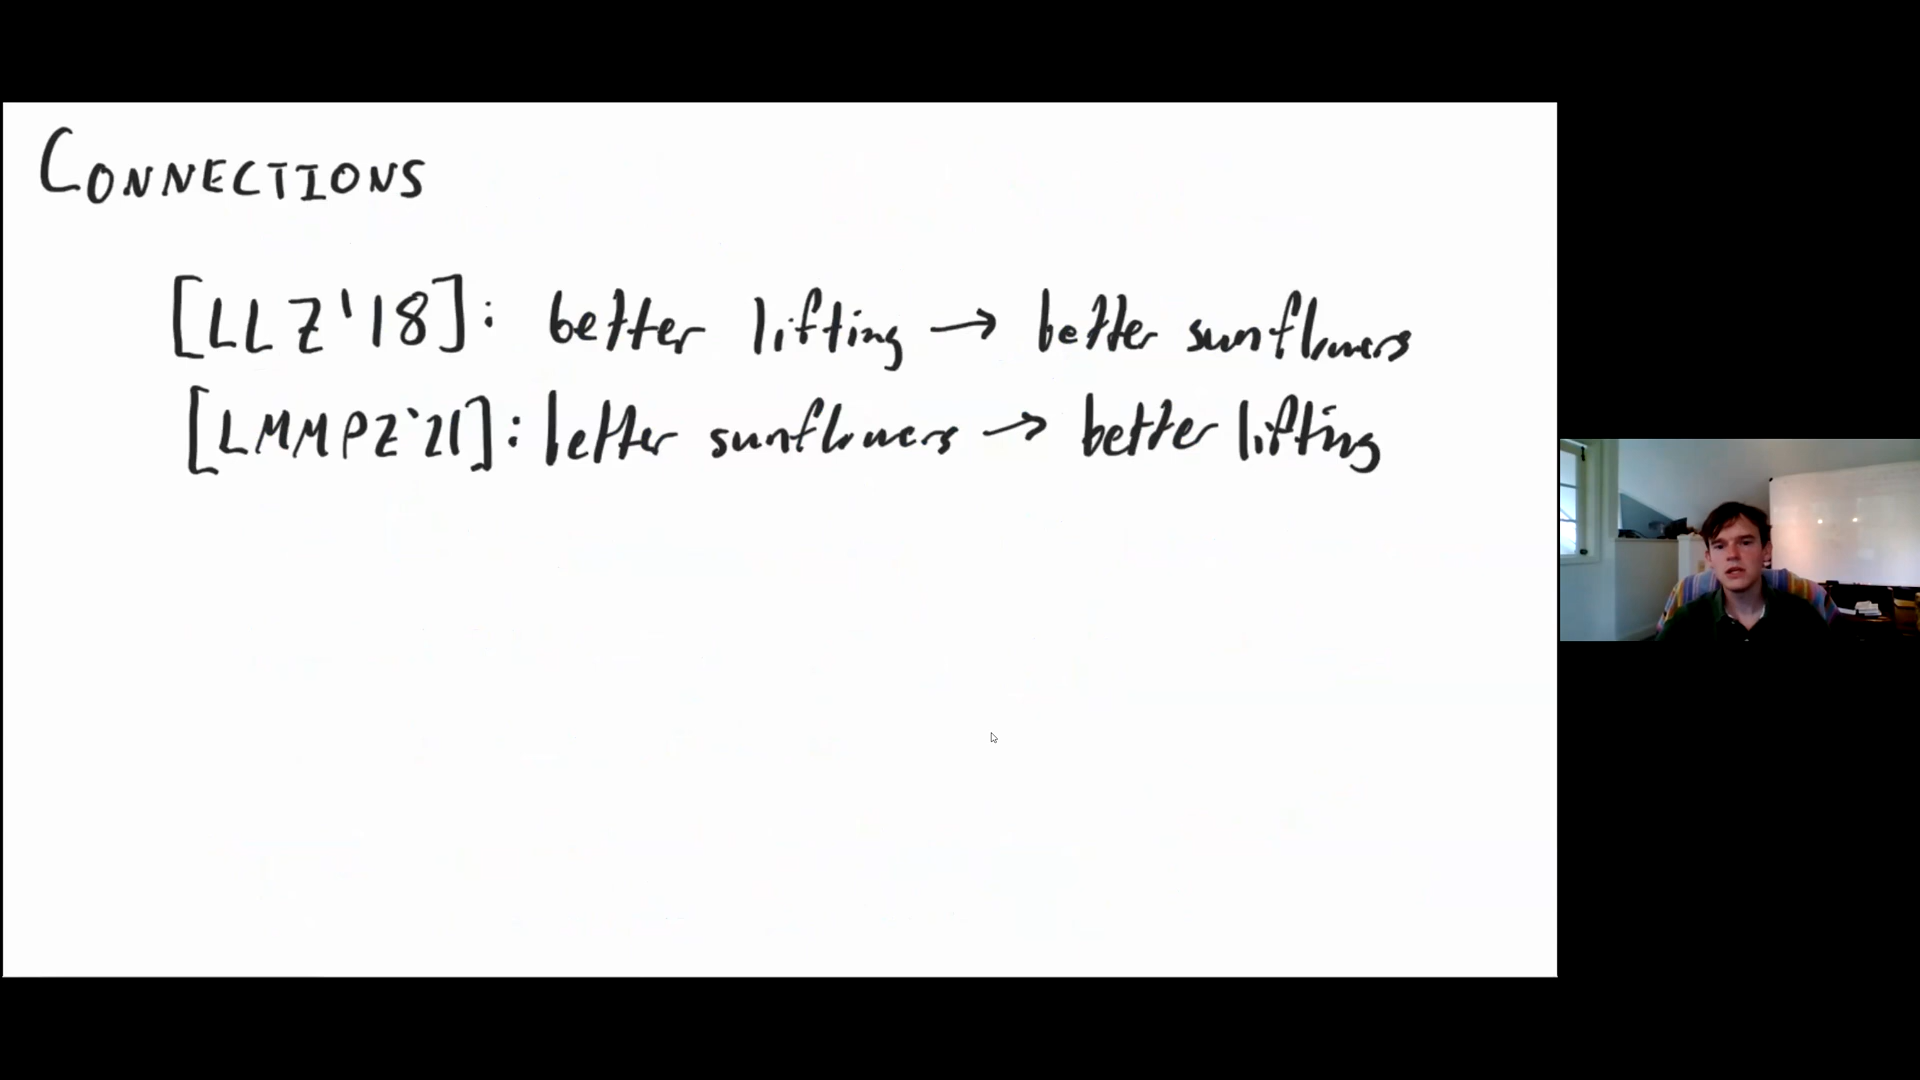 CONNECTIONS
[LLZ'18]: better lifting → better sunflowers
[LMMPZ'21]: better sunflowers → better lifting